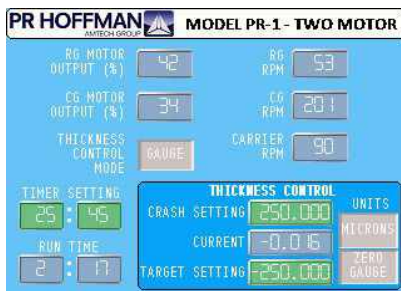 PR HOFFMAN MODEL PR-1 - TWO MOTOR
AMTECH GROUP
RG MOTOR OUTPUT (%) 42 RG RPM 53
CG MOTOR OUTPUT (%) 34 CG RPM 201
THICKNESS CONTROL MODE GAUGE CARRIER RPM 90
TIMER SETTING
25 : 45
RUN TIME
2 : 17
THICKNESS CONTROL
UNITS
CRASH SETTING 250.000
MICRONS
CURRENT -0.016
TARGET SETTING -250.000
ZERO GAUGE